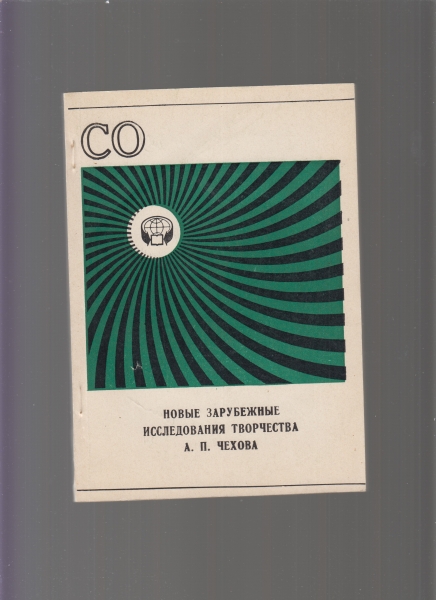 СО
НОВЫЕ ЗАРУБЕЖНЫЕ
ИССЛЕДОВАНИЯ ТВОРЧЕСТВА
А. П. ЧЕХОВА